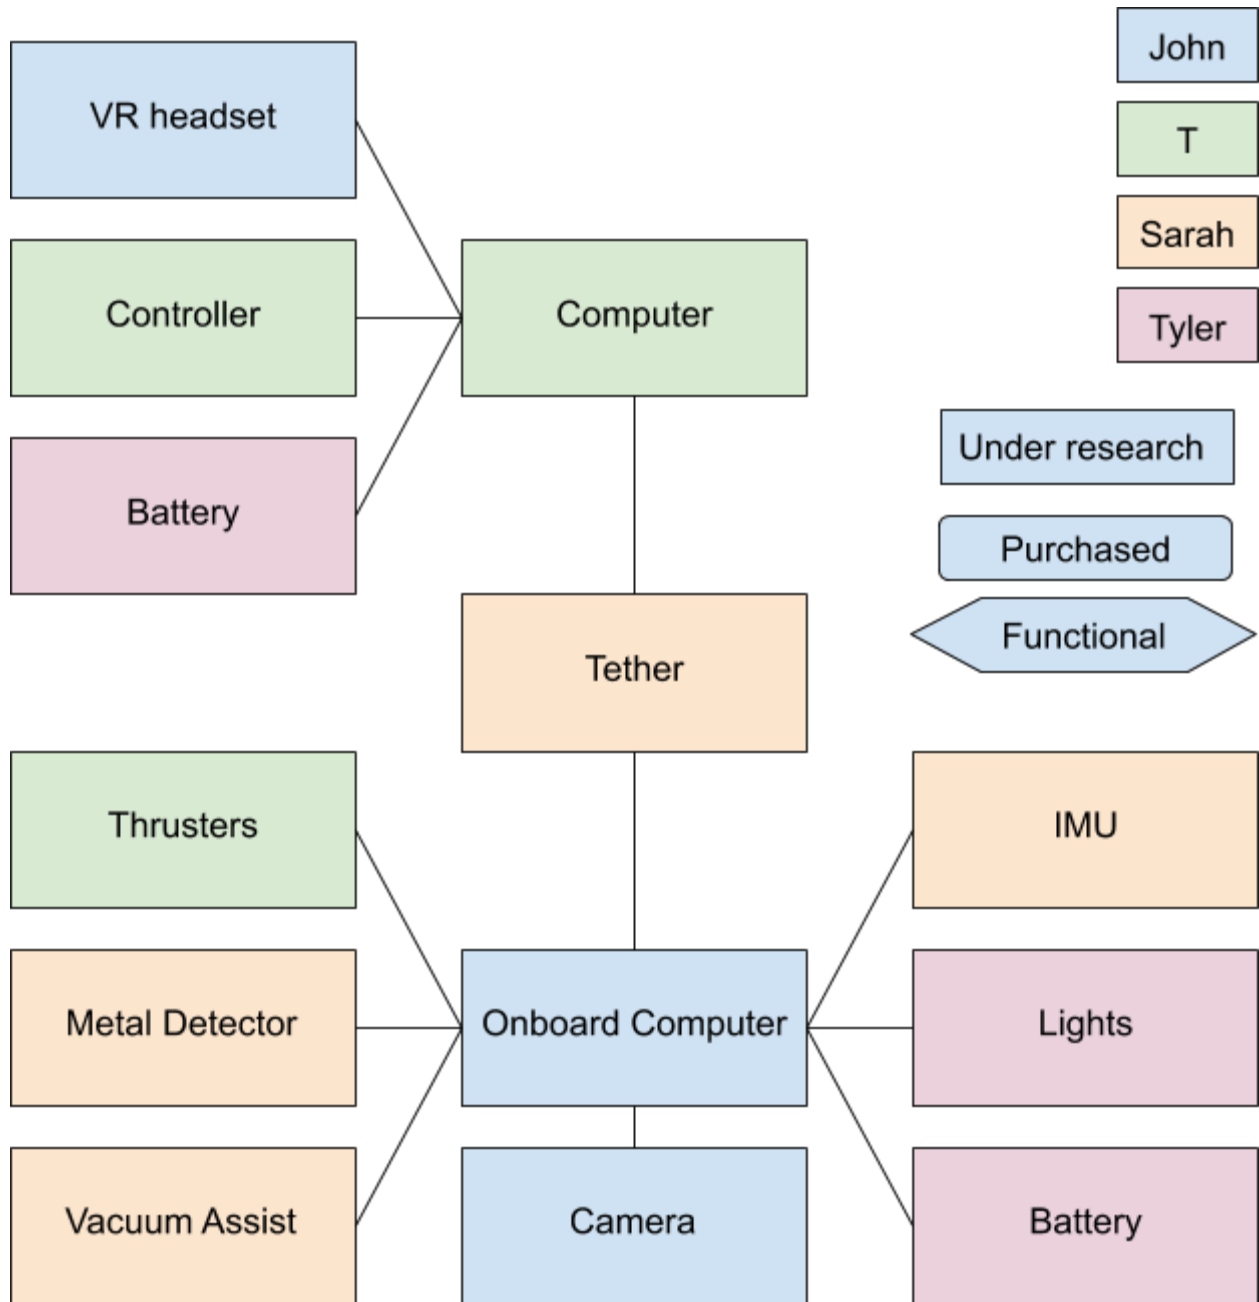 John
VR headset
T
Sarah
Controller
Computer
Tyler
Under research
Battery
Purchased
Functional
Tether
Thrusters
IMU
Metal Detector
Onboard Computer
Lights
Vacuum Assist
Camera
Battery